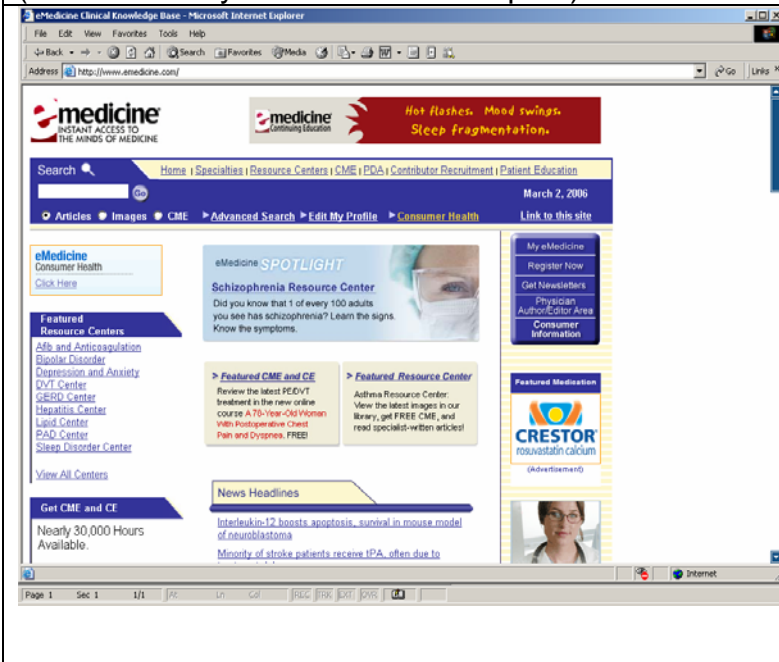 eMedicine Clinical Knowledge Base - Microsoft Internet Explorer
File Edit View Favorites Tools Help
Back Search Favorites Media
Address http://www.emedicine.com/ Go Links
emedicine
INSTANT ACCESS TO
THE MINDS OF MEDICINE
emedicine
Continuing Education
Hot flashes. Mood swings.
Sleep fragmentation.
Search
Home | Specialties | Resource Centers | CME | PDA | Contributor Recruitment | Patient Education
Go
March 2, 2006
Articles Images CME Advanced Search Edit My Profile Consumer Health Link to this site
eMedicine
Consumer Health
Click Here
Featured
Resource Centers
Afib and Anticoagulation
Bipolar Disorder
Depression and Anxiety
DVT Center
GERD Center
Hepatitis Center
Lipid Center
PAD Center
Sleep Disorder Center
View All Centers
Get CME and CE
Nearly 30,000 Hours
Available.
eMedicine SPOTLIGHT
Schizophrenia Resource
Center
Did you know that 1 of every 100 adults
you see has schizophrenia? Learn the signs.
Know the symptoms.
> Featured CME and CE
Review the latest PE/DVT
treatment in the new online
course A 70-Year-Old Woman
With Postoperative Chest
Pain and Dyspnea. FREE!
> Featured Resource Center
Asthma Resource Center:
View the latest images in our
library, get FREE CME, and
read specialist-written articles!
News Headlines
Interleukin-12 boosts apoptosis, survival in mouse model
of neuroblastoma
Minority of stroke patients receive tPA, often due to
My eMedicine
Register Now
Get Newsletters
Physician
Author/Editor Area
Consumer
Information
Featured Medication
CRESTOR
rosuvastatin calcium
(Advertisement)
Internet
Page 1 Sec 1 1/1 At Ln Col REC TRK EXT OVR